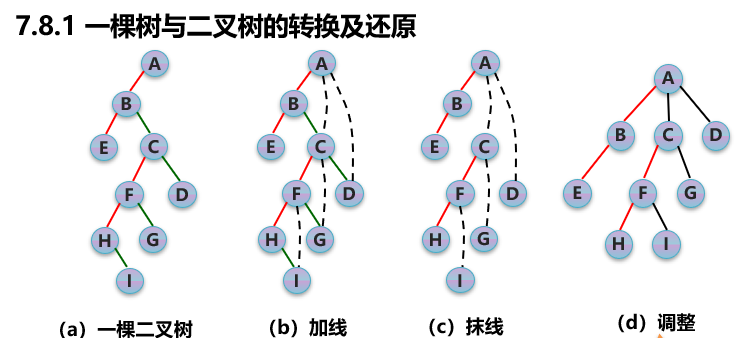 7.8.1 一棵树与二叉树的转换及还原
A A A A
B B B B C D
E C E C E C E F G
F D F D F D H I
H G H G H G
I I I
（a）一棵二叉树 （b）加线 （c）抹线 （d）调整